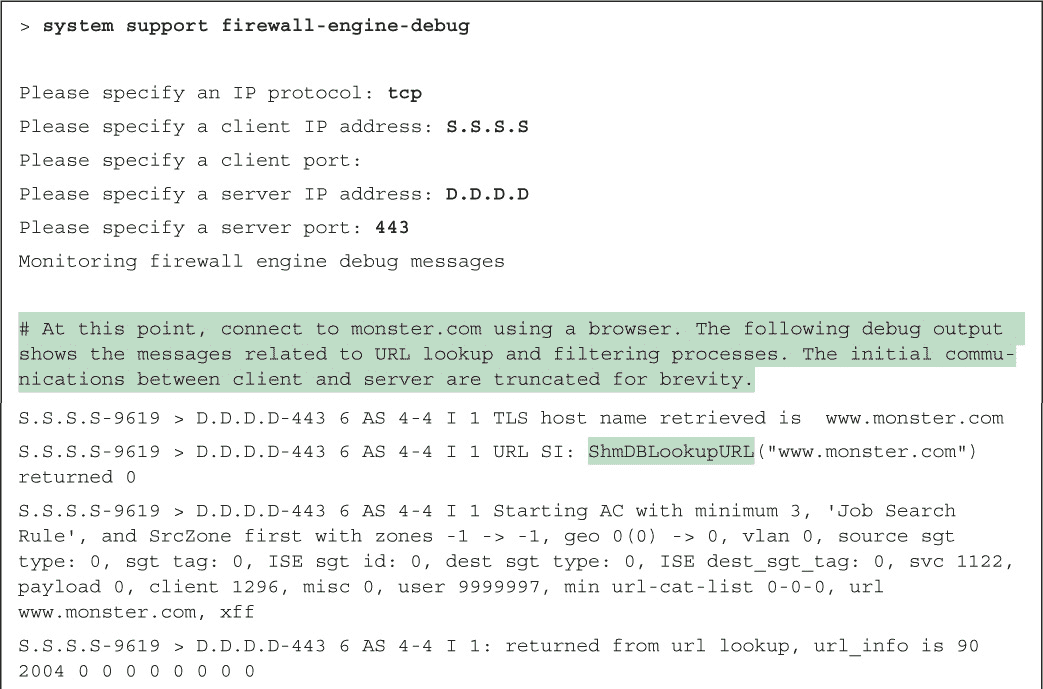 > system support firewall-engine-debug
Please specify an IP protocol: tcp
Please specify a client IP address: S.S.S.S
Please specify a client port:
Please specify a server IP address: D.D.D.D
Please specify a server port: 443
Monitoring firewall engine debug messages
# At this point, connect to monster.com using a browser. The following debug output
shows the messages related to URL lookup and filtering processes. The initial commu-
nications between client and server are truncated for brevity.
S.S.S.S-9619 > D.D.D.D-443 6 AS 4-4 I 1 TLS host name retrieved is  www.monster.com
S.S.S.S-9619 > D.D.D.D-443 6 AS 4-4 I 1 URL SI: ShmDBLookupURL("www.monster.com")
returned 0
S.S.S.S-9619 > D.D.D.D-443 6 AS 4-4 I 1 Starting AC with minimum 3, 'Job Search
Rule', and SrcZone first with zones -1 -> -1, geo 0(0) -> 0, vlan 0, source sgt
type: 0, sgt tag: 0, ISE sgt id: 0, dest sgt type: 0, ISE dest_sgt_tag: 0, svc 1122,
payload 0, client 1296, misc 0, user 9999997, min url-cat-list 0-0-0, url
www.monster.com, xff
S.S.S.S-9619 > D.D.D.D-443 6 AS 4-4 I 1: returned from url lookup, url_info is 90
2004 0 0 0 0 0 0 0 0